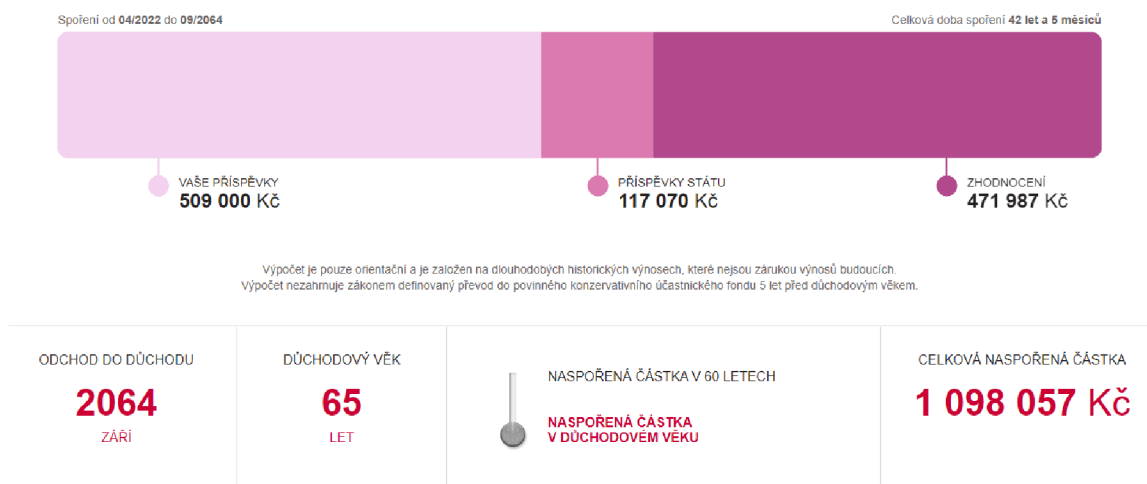 Spoření od 04/2022 do 09/2064
Celková doba spoření 42 let a 5 měsíců
VAŠE PŘÍSPĚVKY
509 000 Kč
PŘÍSPĚVKY STÁTU
117 070 Kč
ZHODNOCENÍ
471 987 Kč
Výpočet je pouze orientační a je založen na dlouhodobých historických výnosech, které nejsou zárukou výnosů budoucích.
Výpočet nezahrnuje zákonem definovaný převod do povinného konzervativního účastnického fondu 5 let před důchodovým věkem.
ODCHOD DO DŮCHODU
2064
ZÁŘÍ
DŮCHODOVÝ VĚK
65
LET
NASPOŘENÁ ČÁSTKA V 60 LETECH
NASPOŘENÁ ČÁSTKA
V DŮCHODOVÉM VĚKU
CELKOVÁ NASPOŘENÁ ČÁSTKA
1 098 057 Kč